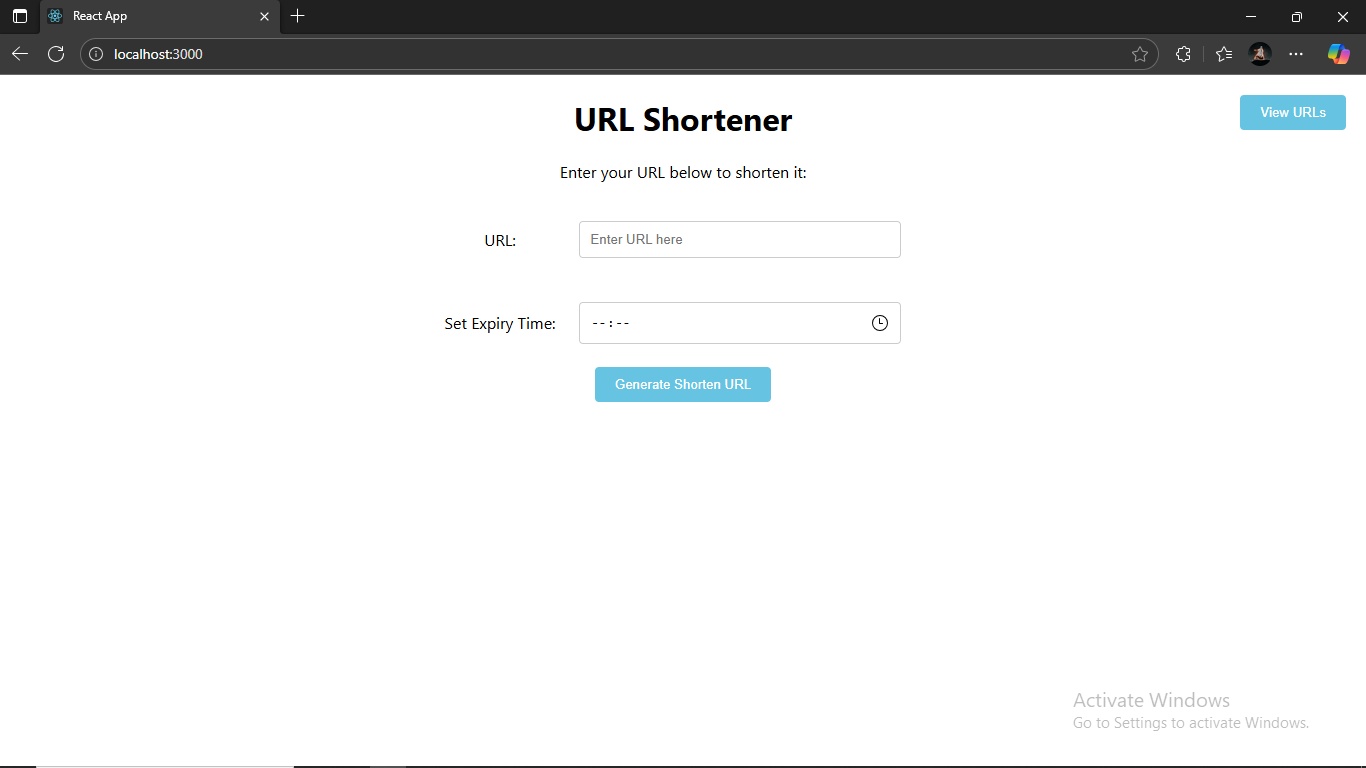 React App
localhost:3000
URL Shortener
View URLs
Enter your URL below to shorten it:
URL:
Enter URL here
Set Expiry Time:
--:--
Generate Shorten URL
Activate Windows
Go to Settings to activate Windows.